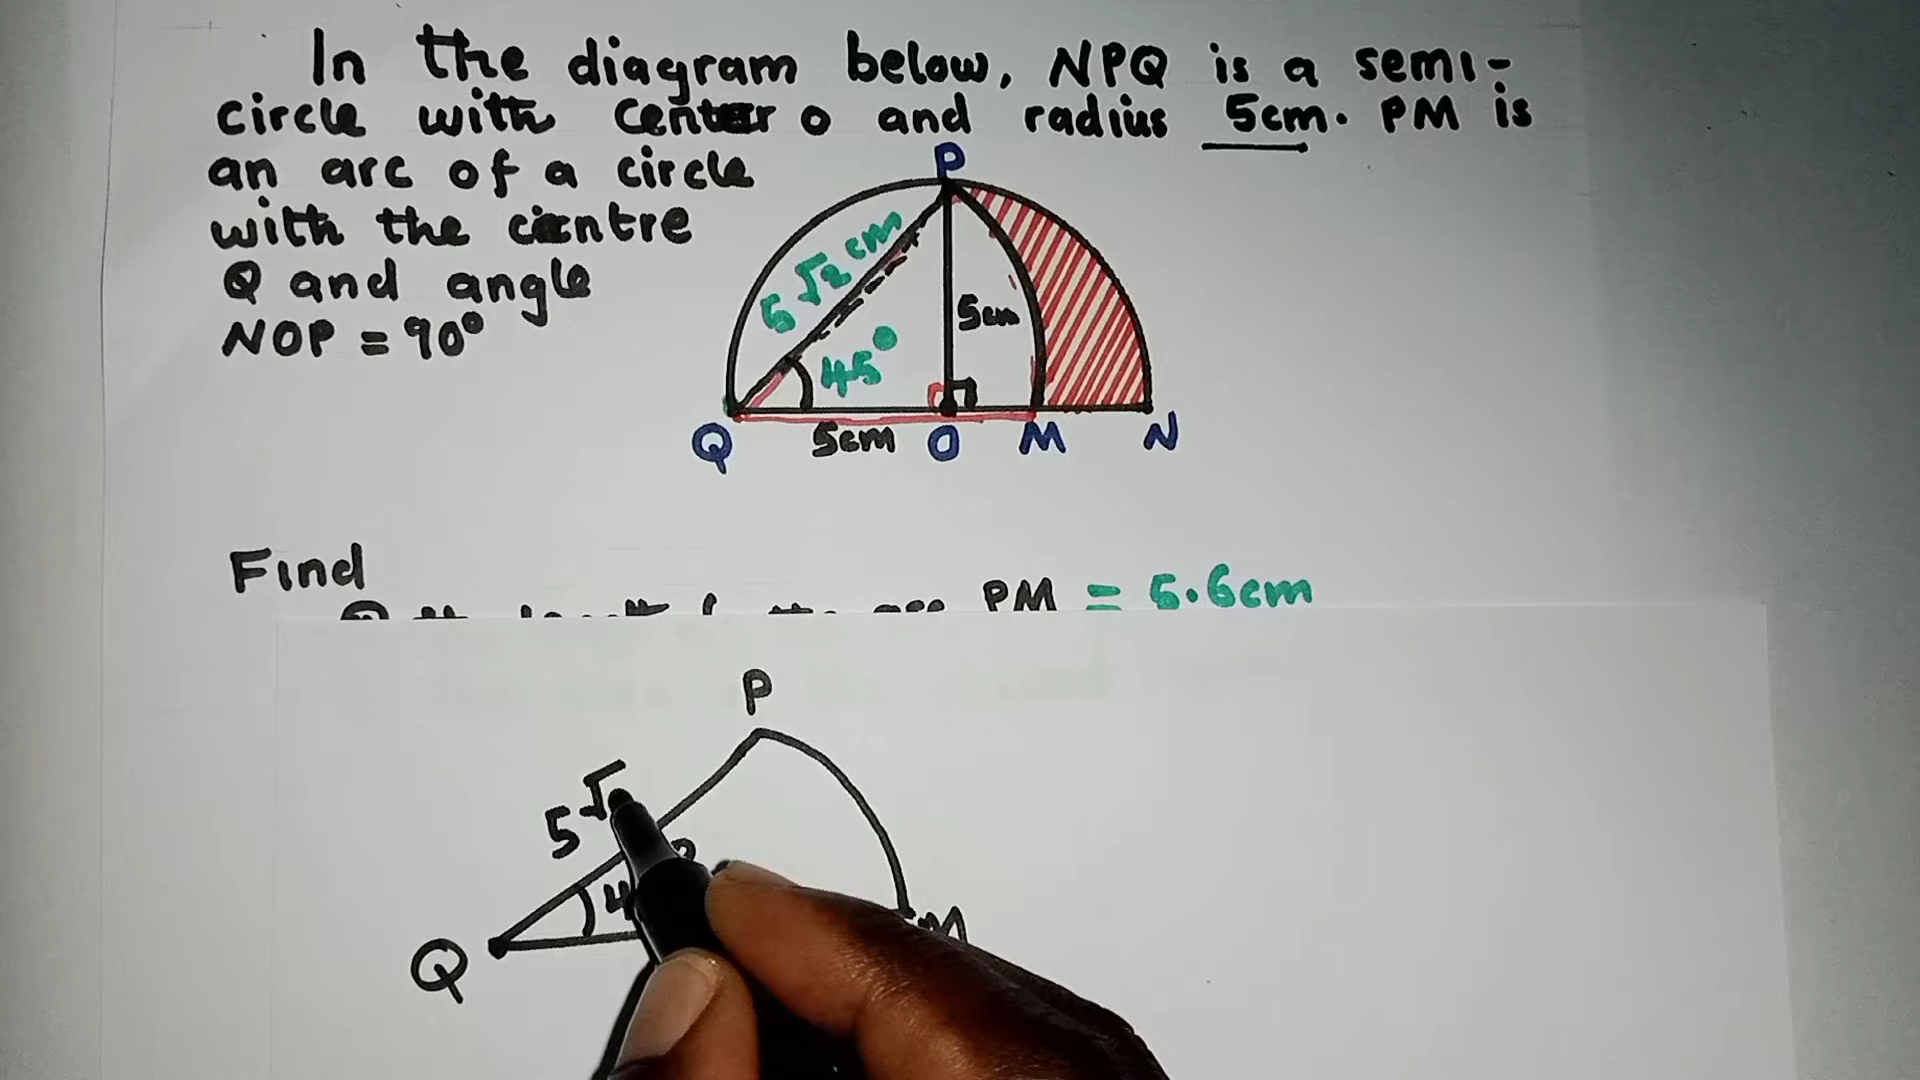 In the diagram below, NPQ is a semi-
circle with center O and radius 5cm. PM is
an arc of a circle
with the centre
Q and angle
NOP = 90°
P
5√2 cm
5cm
45°
Q 5cm O M N
Find
PM = 5.6cm
P
5√
4
Q M